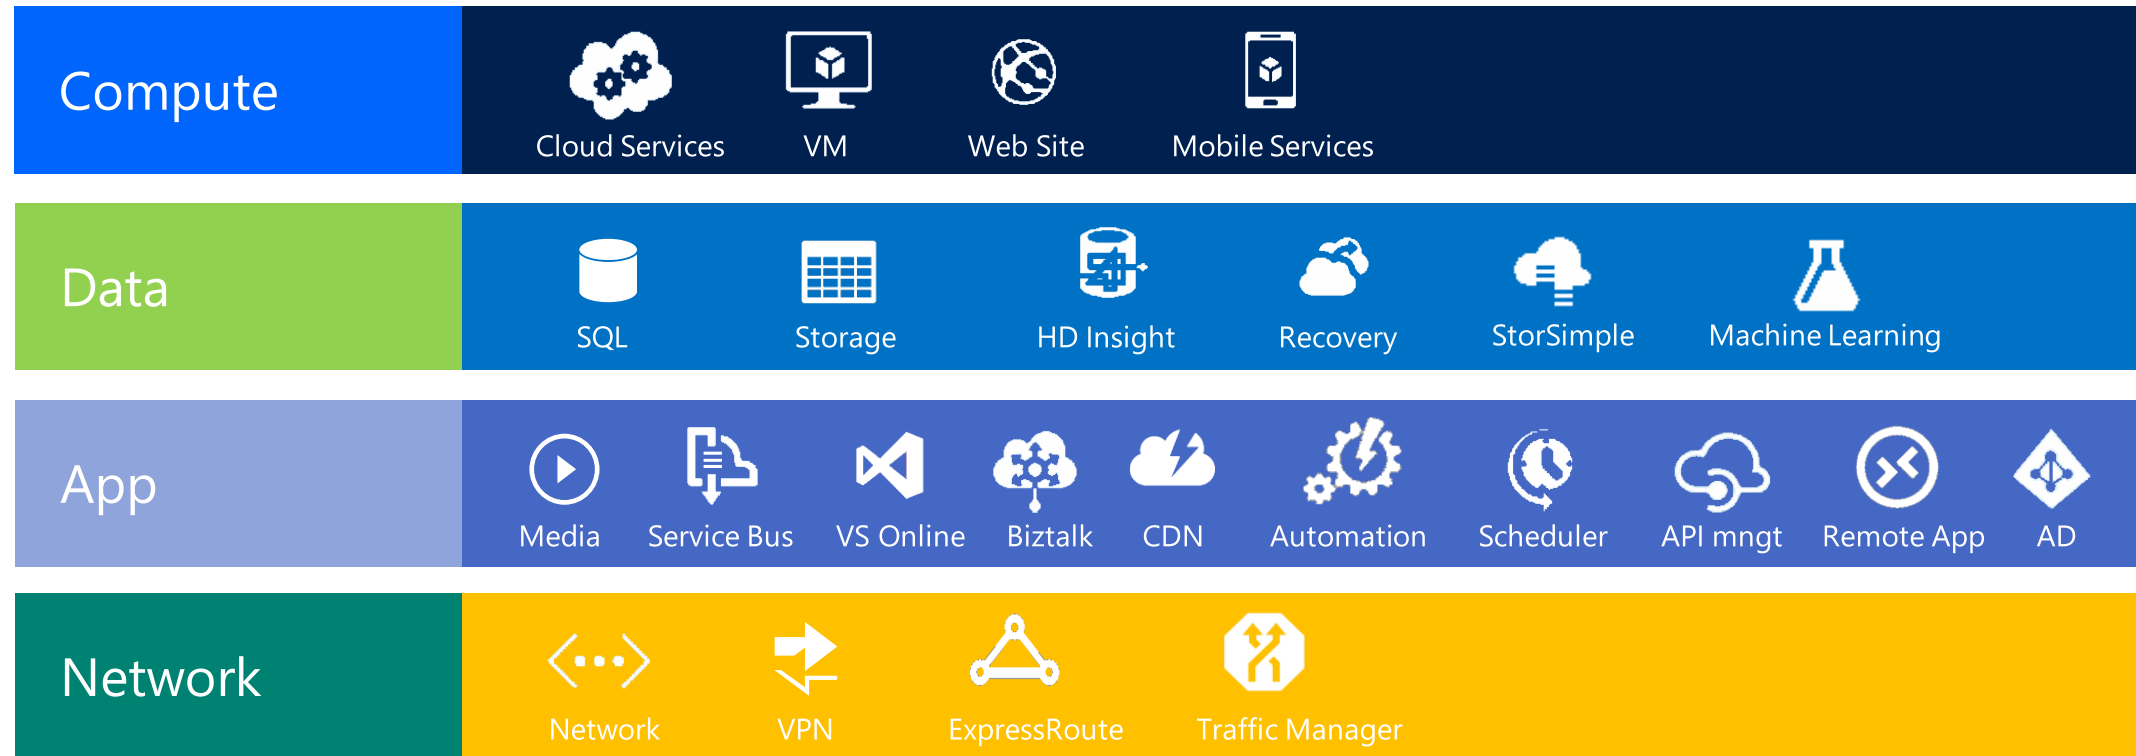 Compute
Cloud Services VM Web Site Mobile Services
Data
SQL Storage HD Insight Recovery StorSimple Machine Learning
App
Media Service Bus VS Online Biztalk CDN Automation Scheduler API mngt Remote App AD
Network
Network VPN ExpressRoute Traffic Manager